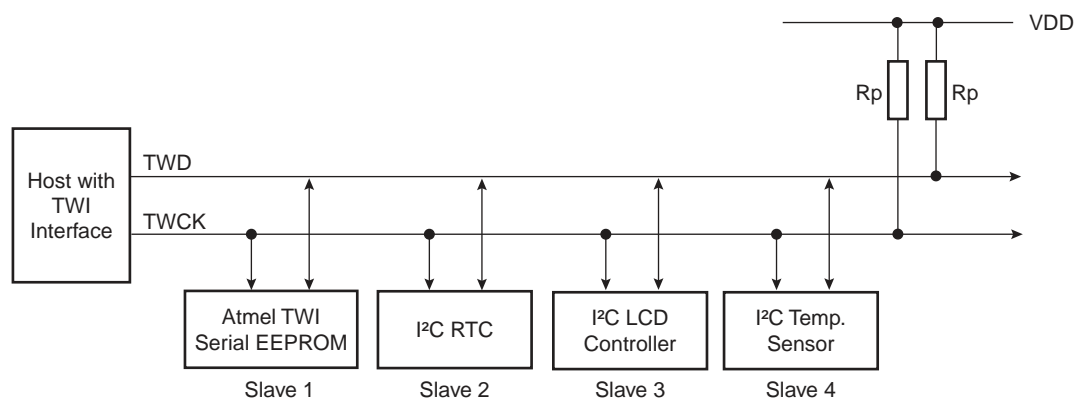 VDD
Rp
Rp
Host with
TWI
Interface
TWD
TWCK
Atmel TWI
Serial EEPROM
Slave 1
I²C RTC
Slave 2
I²C LCD
Controller
Slave 3
I²C Temp.
Sensor
Slave 4